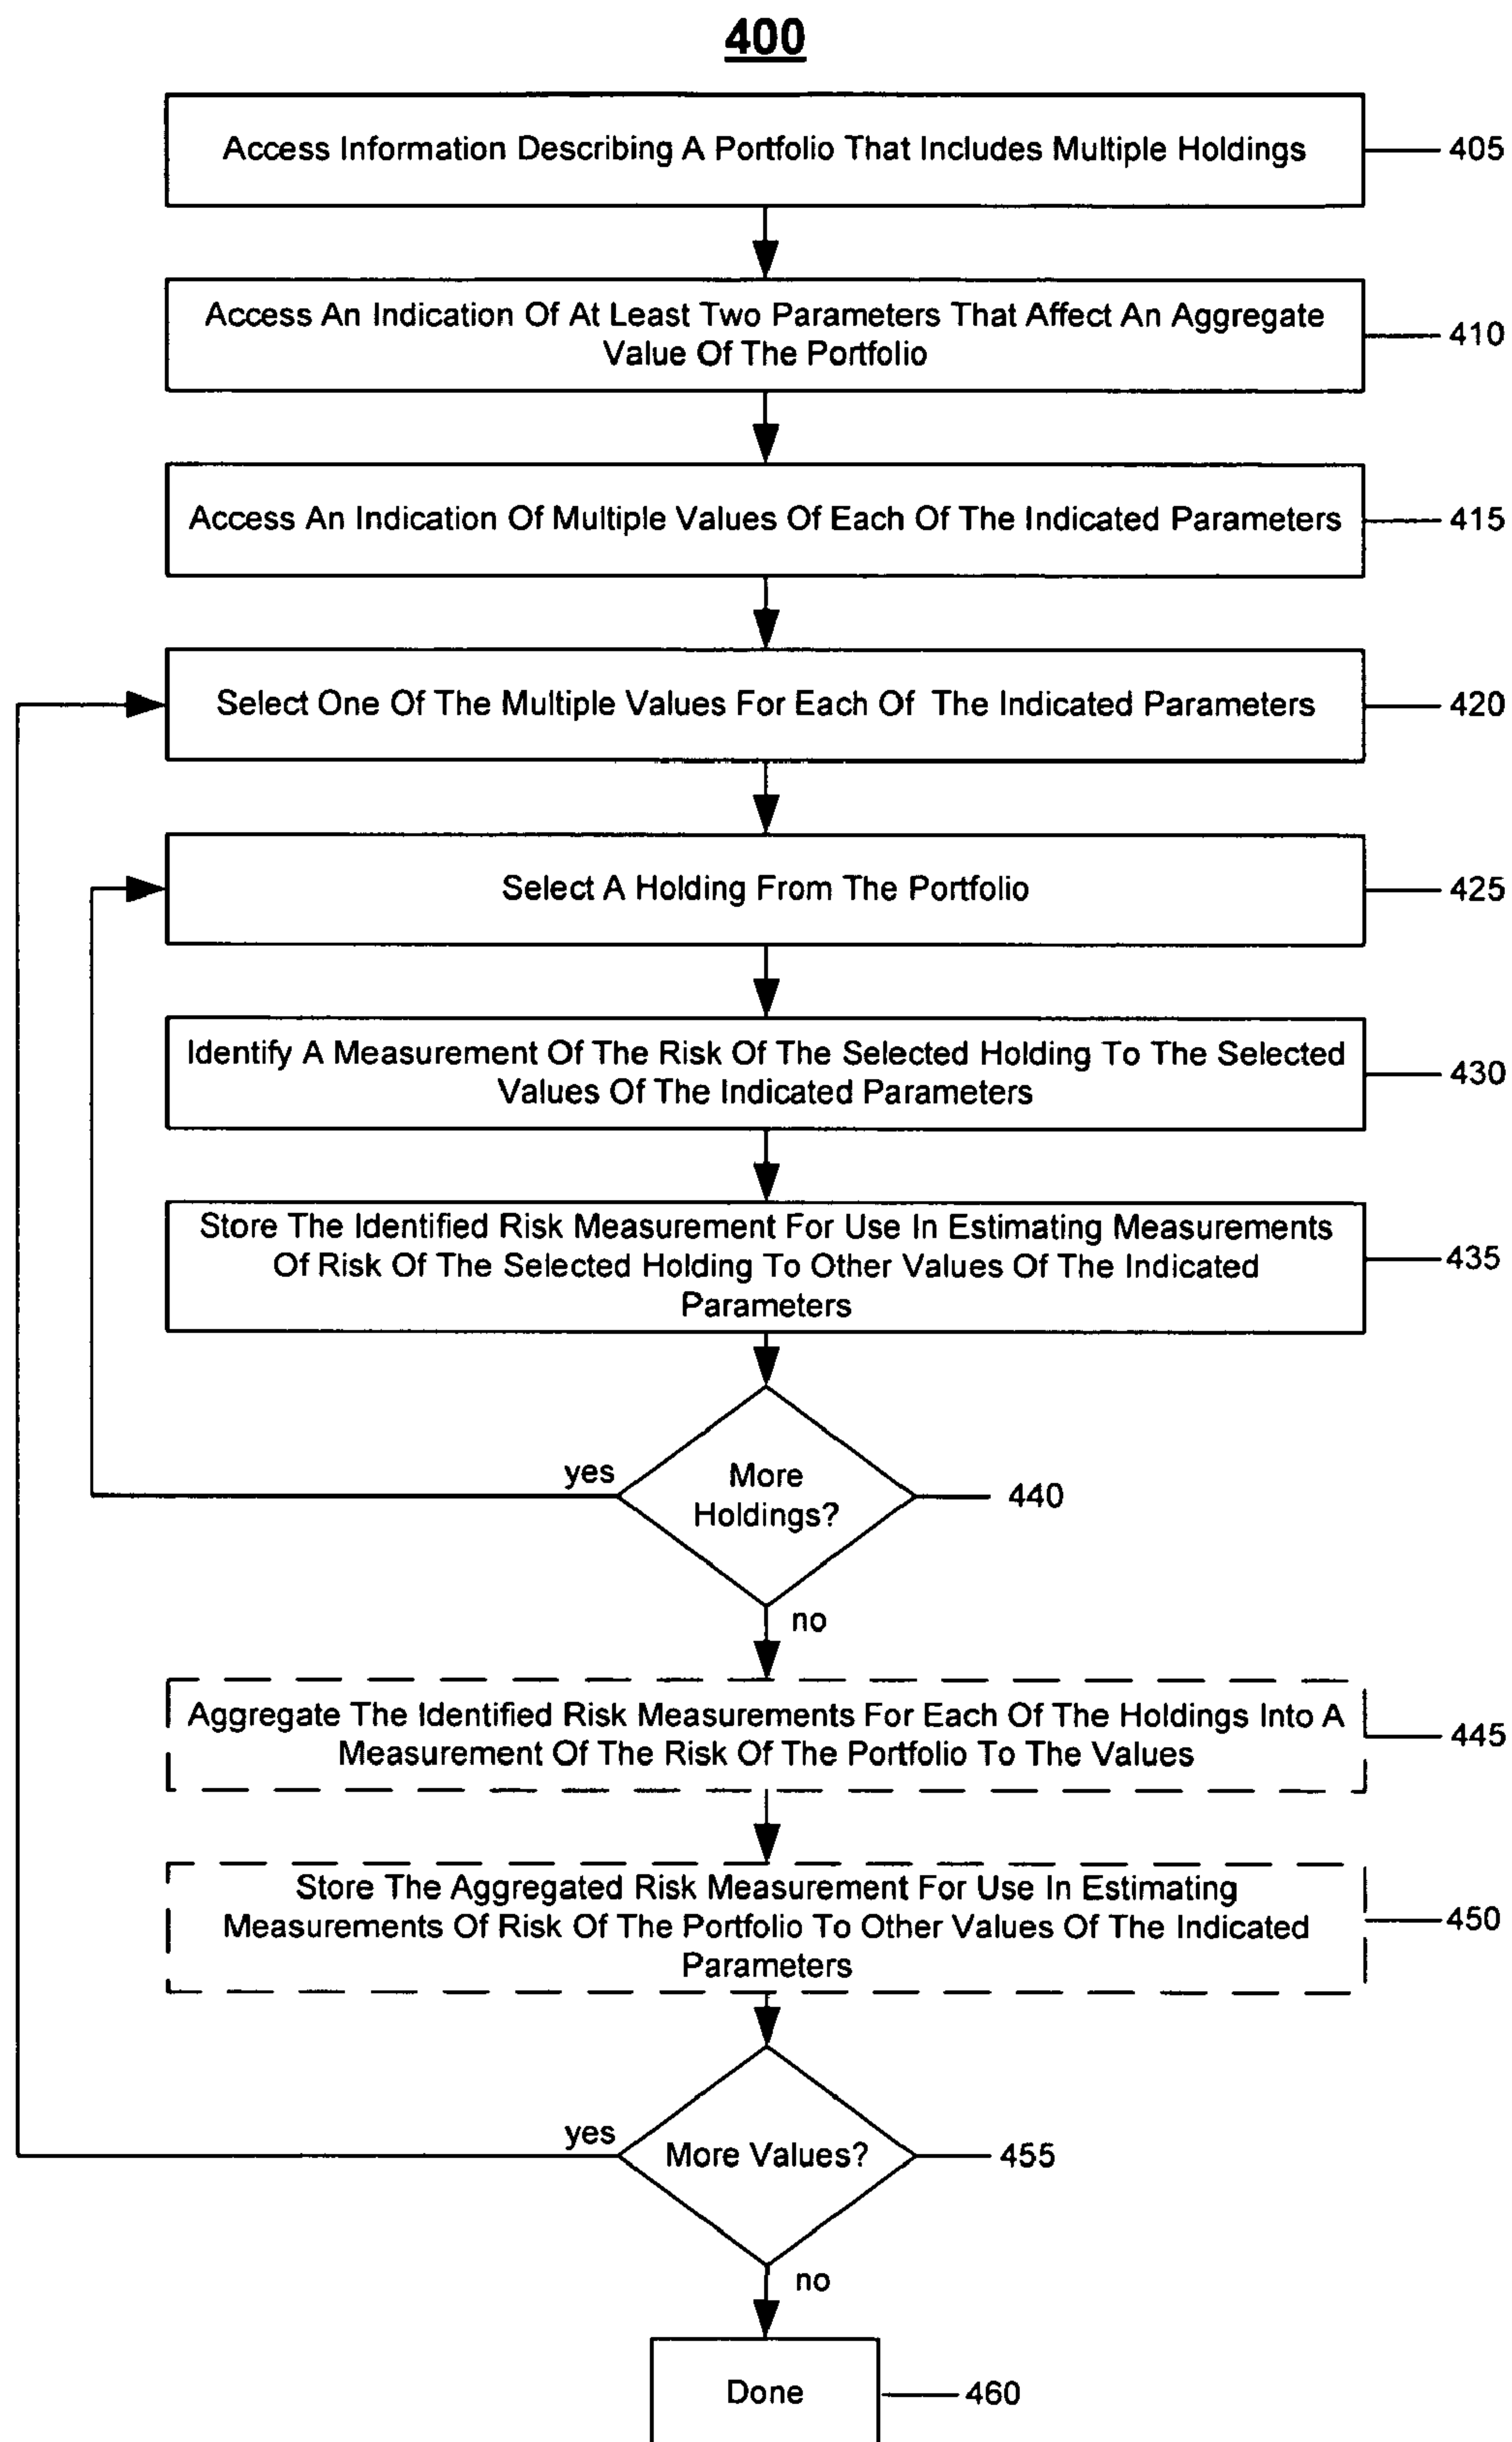 400
Access Information Describing A Portfolio That Includes Multiple Holdings
405
Access An Indication Of At Least Two Parameters That Affect An Aggregate
Value Of The Portfolio
410
Access An Indication Of Multiple Values Of Each Of The Indicated Parameters
415
Select One Of The Multiple Values For Each Of The Indicated Parameters
420
Select A Holding From The Portfolio
425
Identify A Measurement Of The Risk Of The Selected Holding To The Selected
Values Of The Indicated Parameters
430
Store The Identified Risk Measurement For Use In Estimating Measurements
Of Risk Of The Selected Holding To Other Values Of The Indicated
Parameters
435
yes
More
Holdings?
440
no
Aggregate The Identified Risk Measurements For Each Of The Holdings Into A
Measurement Of The Risk Of The Portfolio To The Values
445
Store The Aggregated Risk Measurement For Use In Estimating
Measurements Of Risk Of The Portfolio To Other Values Of The Indicated
Parameters
450
yes
More Values?
455
no
Done
460